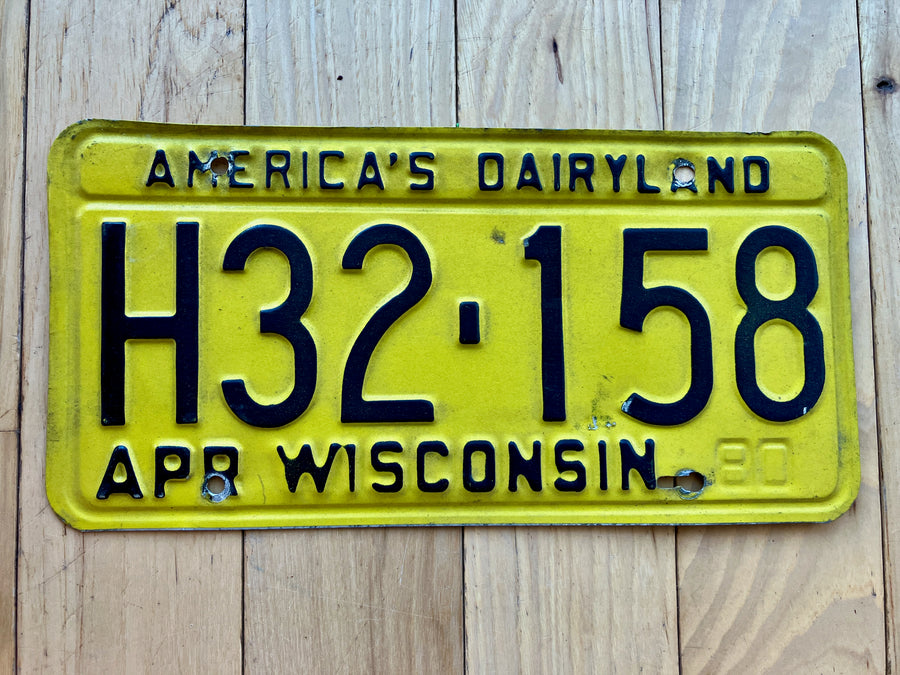 AMERICA'S DAIRYLAND
H32-158
APR WISCONSIN 80